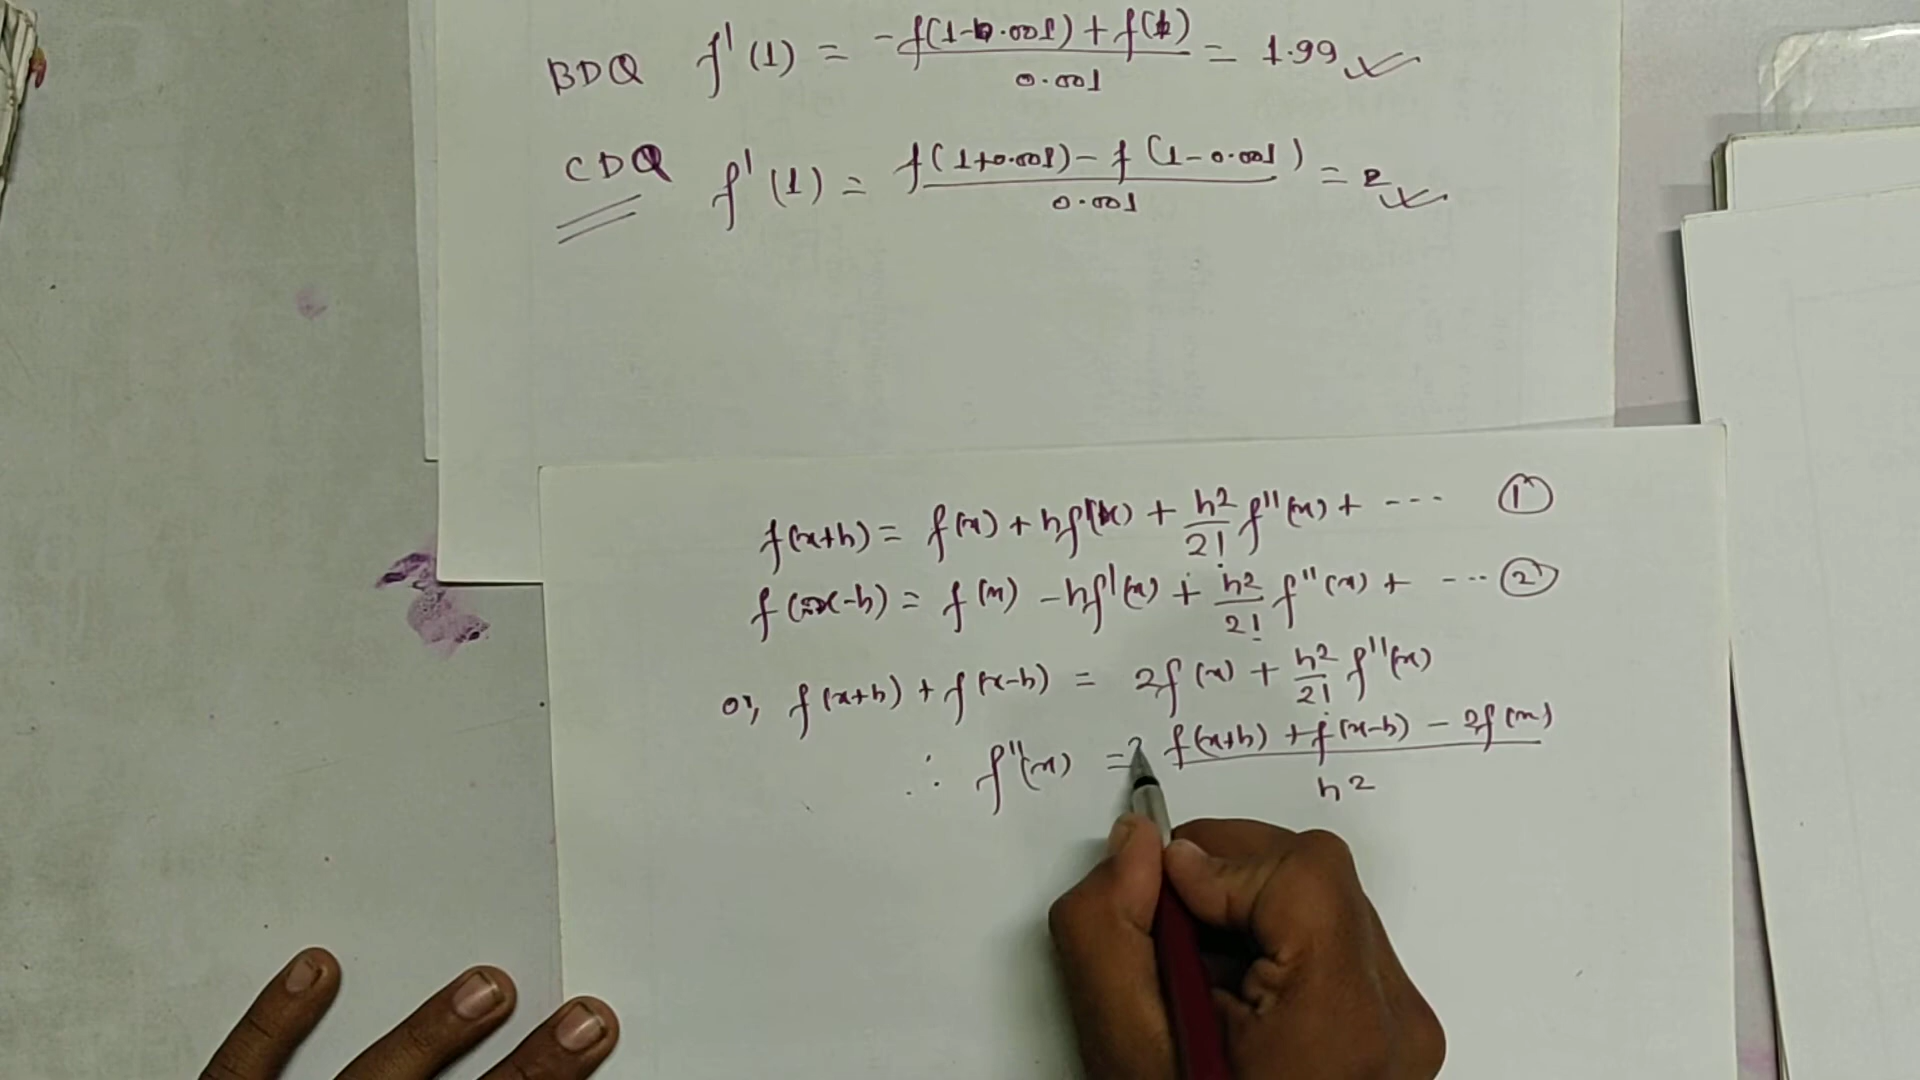 BDQ f'(1) = (-f(1-0.001) + f(1))/0.001 = 1.99
CDQ f'(1) = (f(1+0.001) - f(1-0.001))/0.001 = 2
f(x+h) = f(x) + hf'(x) + h²/2! f''(x) + ---- ①
f(x-h) = f(x) - hf'(x) + h²/2! f''(x) + ---- ②
or, f(x+h) + f(x-h) = 2f(x) + h²/2! f''(x)
∴ f''(x) = 2 (f(x+h) + f(x-h) - 2f(x))/h²